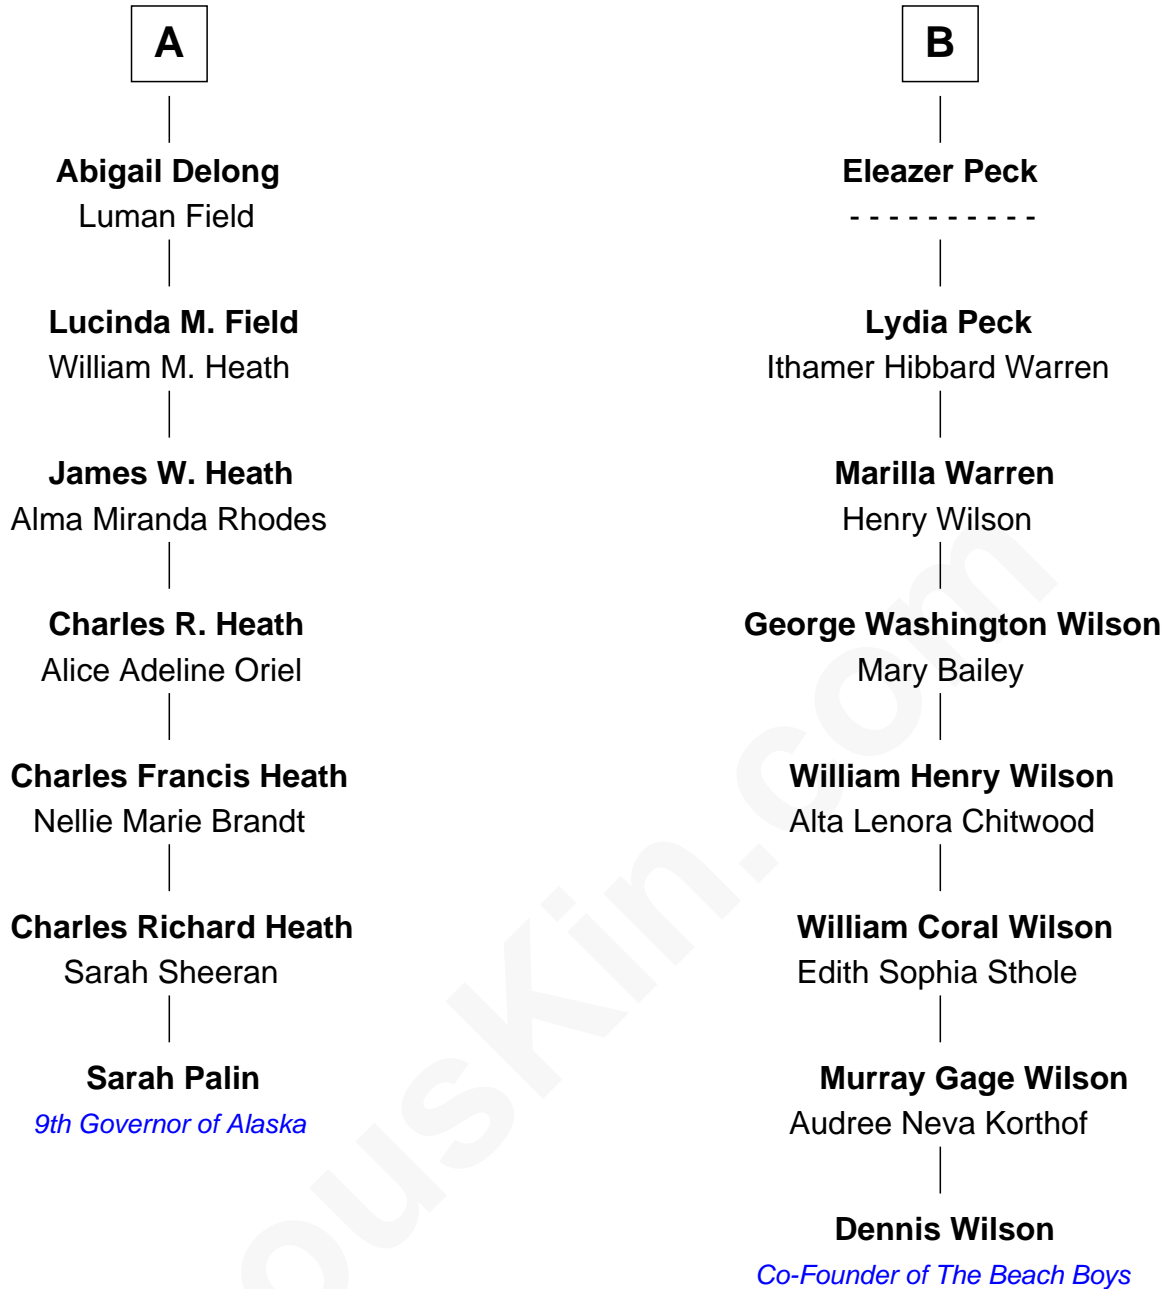 A
B
Abigail Delong
Luman Field
Eleazer Peck
- - - - - - - - - -
Lucinda M. Field
William M. Heath
Lydia Peck
Ithamer Hibbard Warren
James W. Heath
Alma Miranda Rhodes
Marilla Warren
Henry Wilson
Charles R. Heath
Alice Adeline Oriel
George Washington Wilson
Mary Bailey
Charles Francis Heath
Nellie Marie Brandt
William Henry Wilson
Alta Lenora Chitwood
Charles Richard Heath
Sarah Sheeran
William Coral Wilson
Edith Sophia Sthole
Sarah Palin
9th Governor of Alaska
Murray Gage Wilson
Audree Neva Korthof
Dennis Wilson
Co-Founder of The Beach Boys
ousKin.com